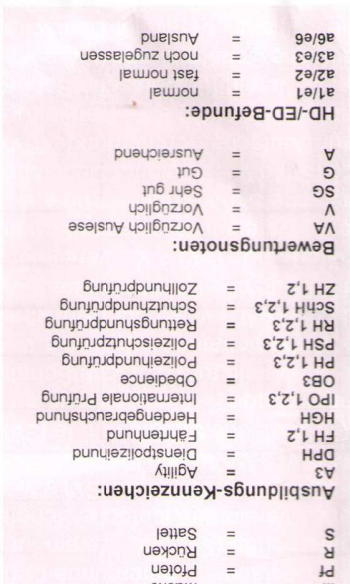 Pf = Pfoten
R = Rücken
S = Sattel
Ausbildungs-Kennzeichen:
A3 = Agility
DPH = Dienstpolizeihund
FH 1,2 = Fährtenhund
HGH = Herdengebrauchshund
IPO 1,2,3 = Internationale Prüfung
OB3 = Obedience
PH 1,2,3 = Polizeihundprüfung
PSH 1,2,3 = Polizeischutzprüfung
RH 1,2,3 = Rettungshundprüfung
SchH 1,2,3 = Schutzhundprüfung
ZH 1,2 = Zollhundprüfung
Bewertungsnoten:
VA = Vorzüglich Auslese
V = Vorzüglich
SG = Sehr gut
G = Gut
A = Ausreichend
HD-/ED-Befunde:
a1/e1 = normal
a2/e2 = fast normal
a3/e3 = noch zugelassen
a6/e6 = Ausland